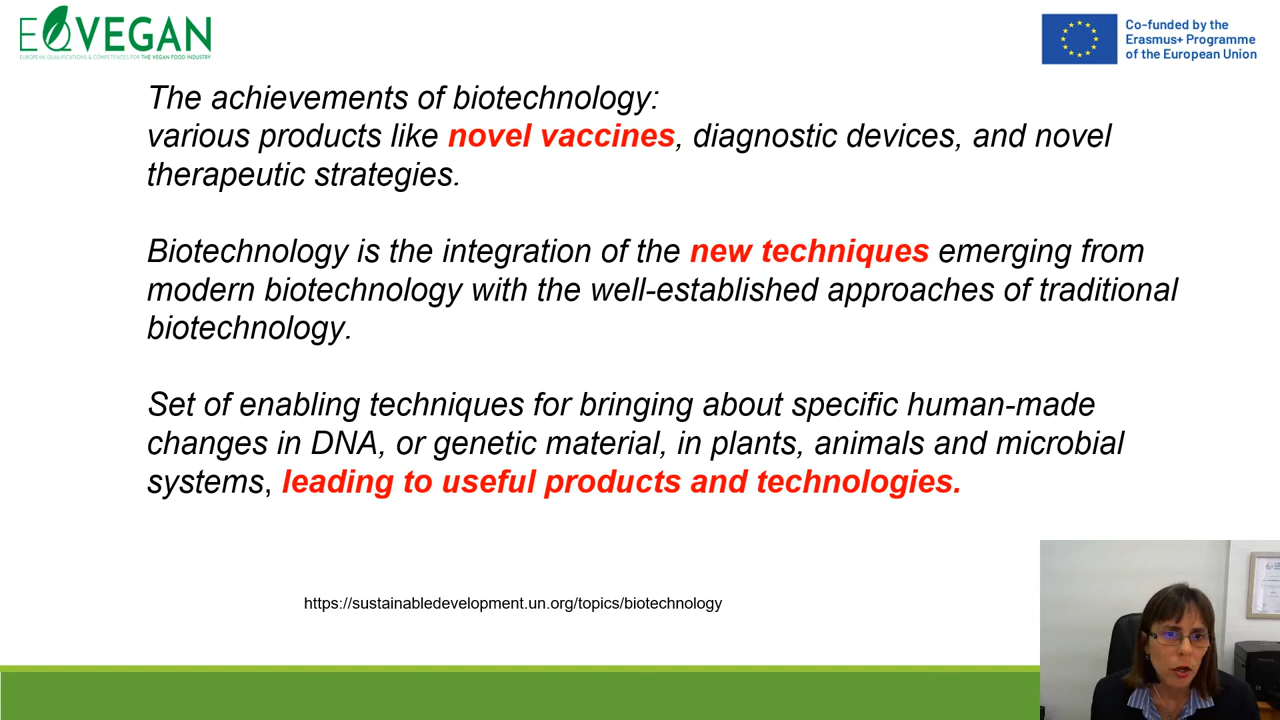 EQVEGAN
EUROPEAN QUALIFICATIONS & COMPETENCES FOR THE VEGAN FOOD INDUSTRY
Co-funded by the
Erasmus+ Programme
of the European Union
The achievements of biotechnology:
various products like novel vaccines, diagnostic devices, and novel
therapeutic strategies.
Biotechnology is the integration of the new techniques emerging from
modern biotechnology with the well-established approaches of traditional
biotechnology.
Set of enabling techniques for bringing about specific human-made
changes in DNA, or genetic material, in plants, animals and microbial
systems, leading to useful products and technologies.
https://sustainabledevelopment.un.org/topics/biotechnology